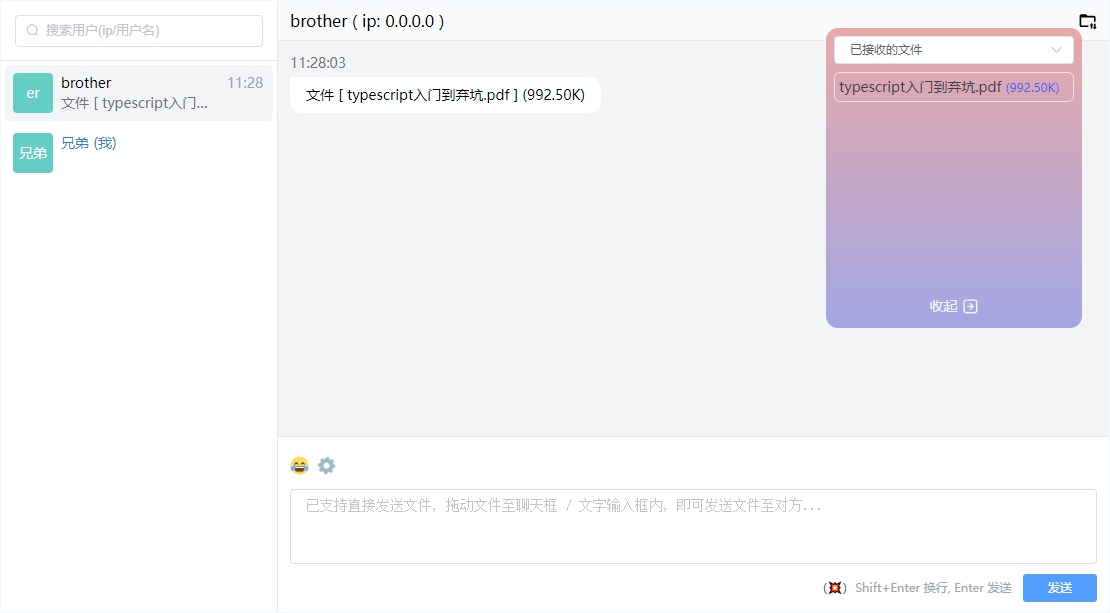 搜索用户(ip/用户名)
er
brother
11:28
文件 [ typescript入门...
兄弟
兄弟 (我)
brother ( ip: 0.0.0.0 )
11:28:03
文件 [ typescript入门到弃坑.pdf ] (992.50K)
已接收的文件
typescript入门到弃坑.pdf (992.50K)
收起
已支持直接发送文件，拖动文件至聊天框 / 文字输入框内，即可发送文件至对方...
(💥) Shift+Enter 换行, Enter 发送
发送